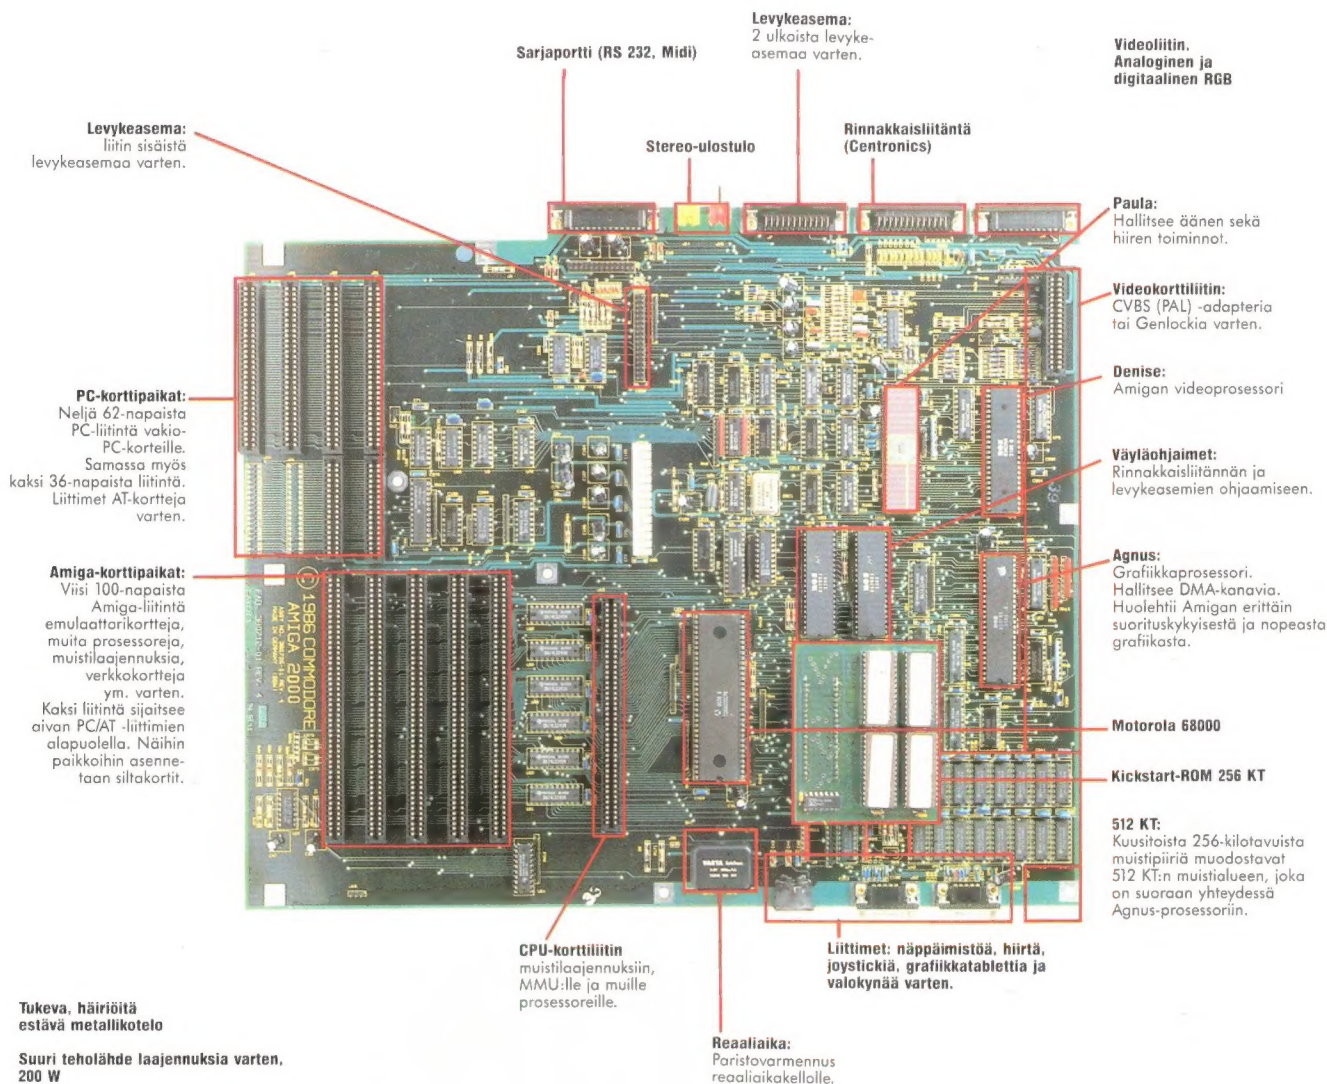 Levykeasema:
2 ulkoista levyke-
asemaa varten.
Sarjaportti (RS 232, Midi)
Videoliitin.
Analoginen ja
digitaalinen RGB
Levykeasema:
liitin sisäistä
levykeasemaa varten.
Stereo-ulostulo
Rinnakkaisliitäntä
(Centronics)
Paula:
Hallitsee äänen sekä
hiiren toiminnot.
Videokorttiliitin:
CVBS (PAL) -adapteria
tai Genlockia varten.
Denise:
Amigan videoprosessori
PC-korttipaikat:
Neljä 62-napaista
PC-liitintä vakio-
PC-korteille.
Samassa myös
kaksi 36-napaista liitintä.
Liittimet AT-kortteja
varten.
Väyläohjaimet:
Rinnakkaisliitännän ja
levykeasemien ohjaamiseen.
Agnus:
Grafiikkaprosessori.
Hallitsee DMA-kanavia.
Huolehtii Amigan erittäin
suorituskykyisestä ja nopeasta
grafiikasta.
Amiga-korttipaikat:
Viisi 100-napaista
Amiga-liitintä
emulaattorikortteja,
muita prosessoreja,
muistilaajennuksia,
verkkokortteja
ym. varten.
Kaksi liitintä sijaitsee
aivan PC/AT -liittimien
alapuolella. Näihin
paikkoihin asenne-
taan siltakortit.
© 1986 COMMODORE
AMIGA 2000
Motorola 68000
Kickstart-ROM 256 KT
512 KT:
Kuusitoista 256-kilotavuista
muistipiiriä muodostavat
512 KT:n muistialueen, joka
on suoraan yhteydessä
Agnus-prosessoriin.
VARTA
CPU-korttiliitin
muistilaajennuksiin,
MMU:lle ja muille
prosessoreille.
Liittimet: näppäimistöä, hiirtä,
joystickiä, grafiikkatablettia ja
valokynää varten.
Reaaliaika:
Paristovarmennus
reaaliaikakellolle.
Tukeva, häiriöitä
estävä metallikotelo
Suuri teholähde laajennuksia varten,
200 W